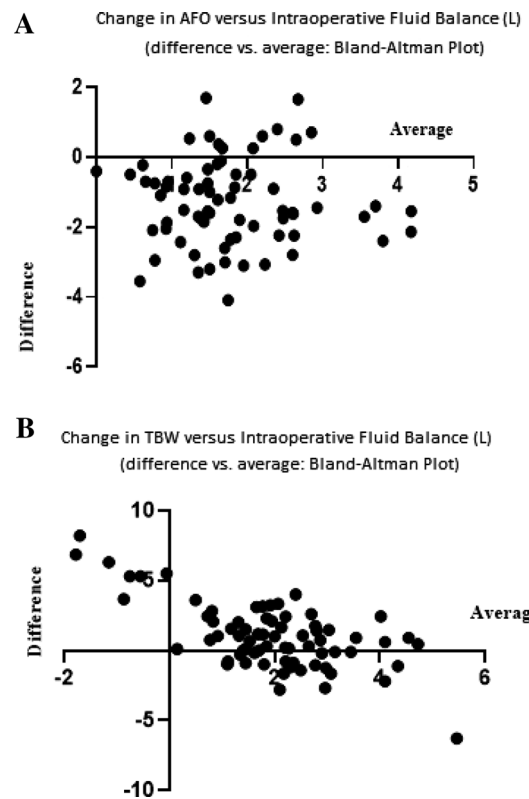 A
Change in AFO versus Intraoperative Fluid Balance (L)
(difference vs. average: Bland-Altman Plot)
2
Average
0
1
2
3
4
5
-2
-4
-6
Difference
B
Change in TBW versus Intraoperative Fluid Balance (L)
(difference vs. average: Bland-Altman Plot)
10
5
Average
-2
0
2
4
6
-5
-10
Difference